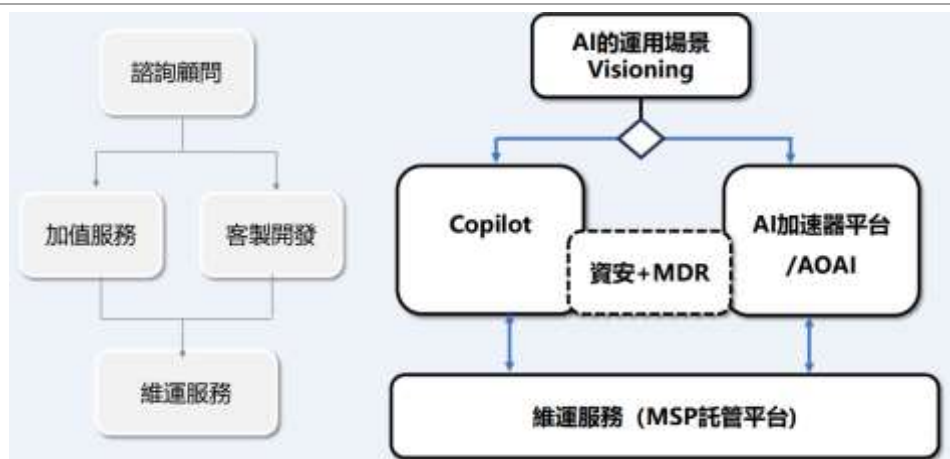 諮詢顧問
加值服務
客製開發
維運服務
AI的運用場景
Visioning
Copilot
資安+MDR
AI加速器平台
/AOAI
維運服務 (MSP託管平台)